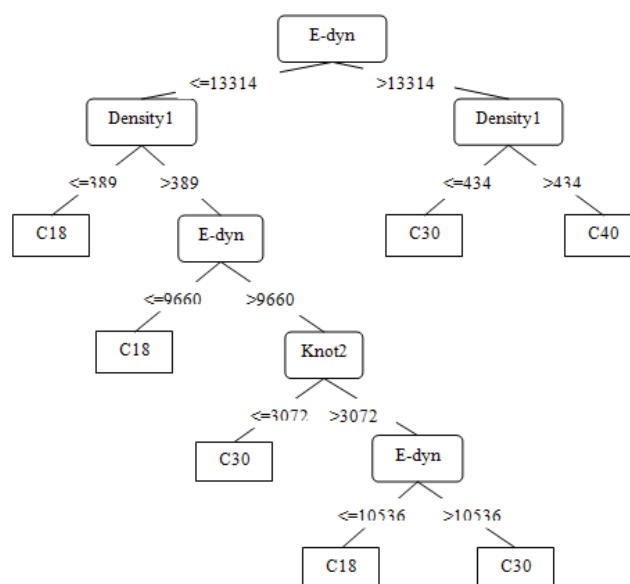 E-dyn
<=13314 >13314
Density1 Density1
<=389 >389 <=434 >434
C18 E-dyn C30 C40
<=9660 >9660
C18 Knot2
<=3072 >3072
C30 E-dyn
<=10536 >10536
C18 C30